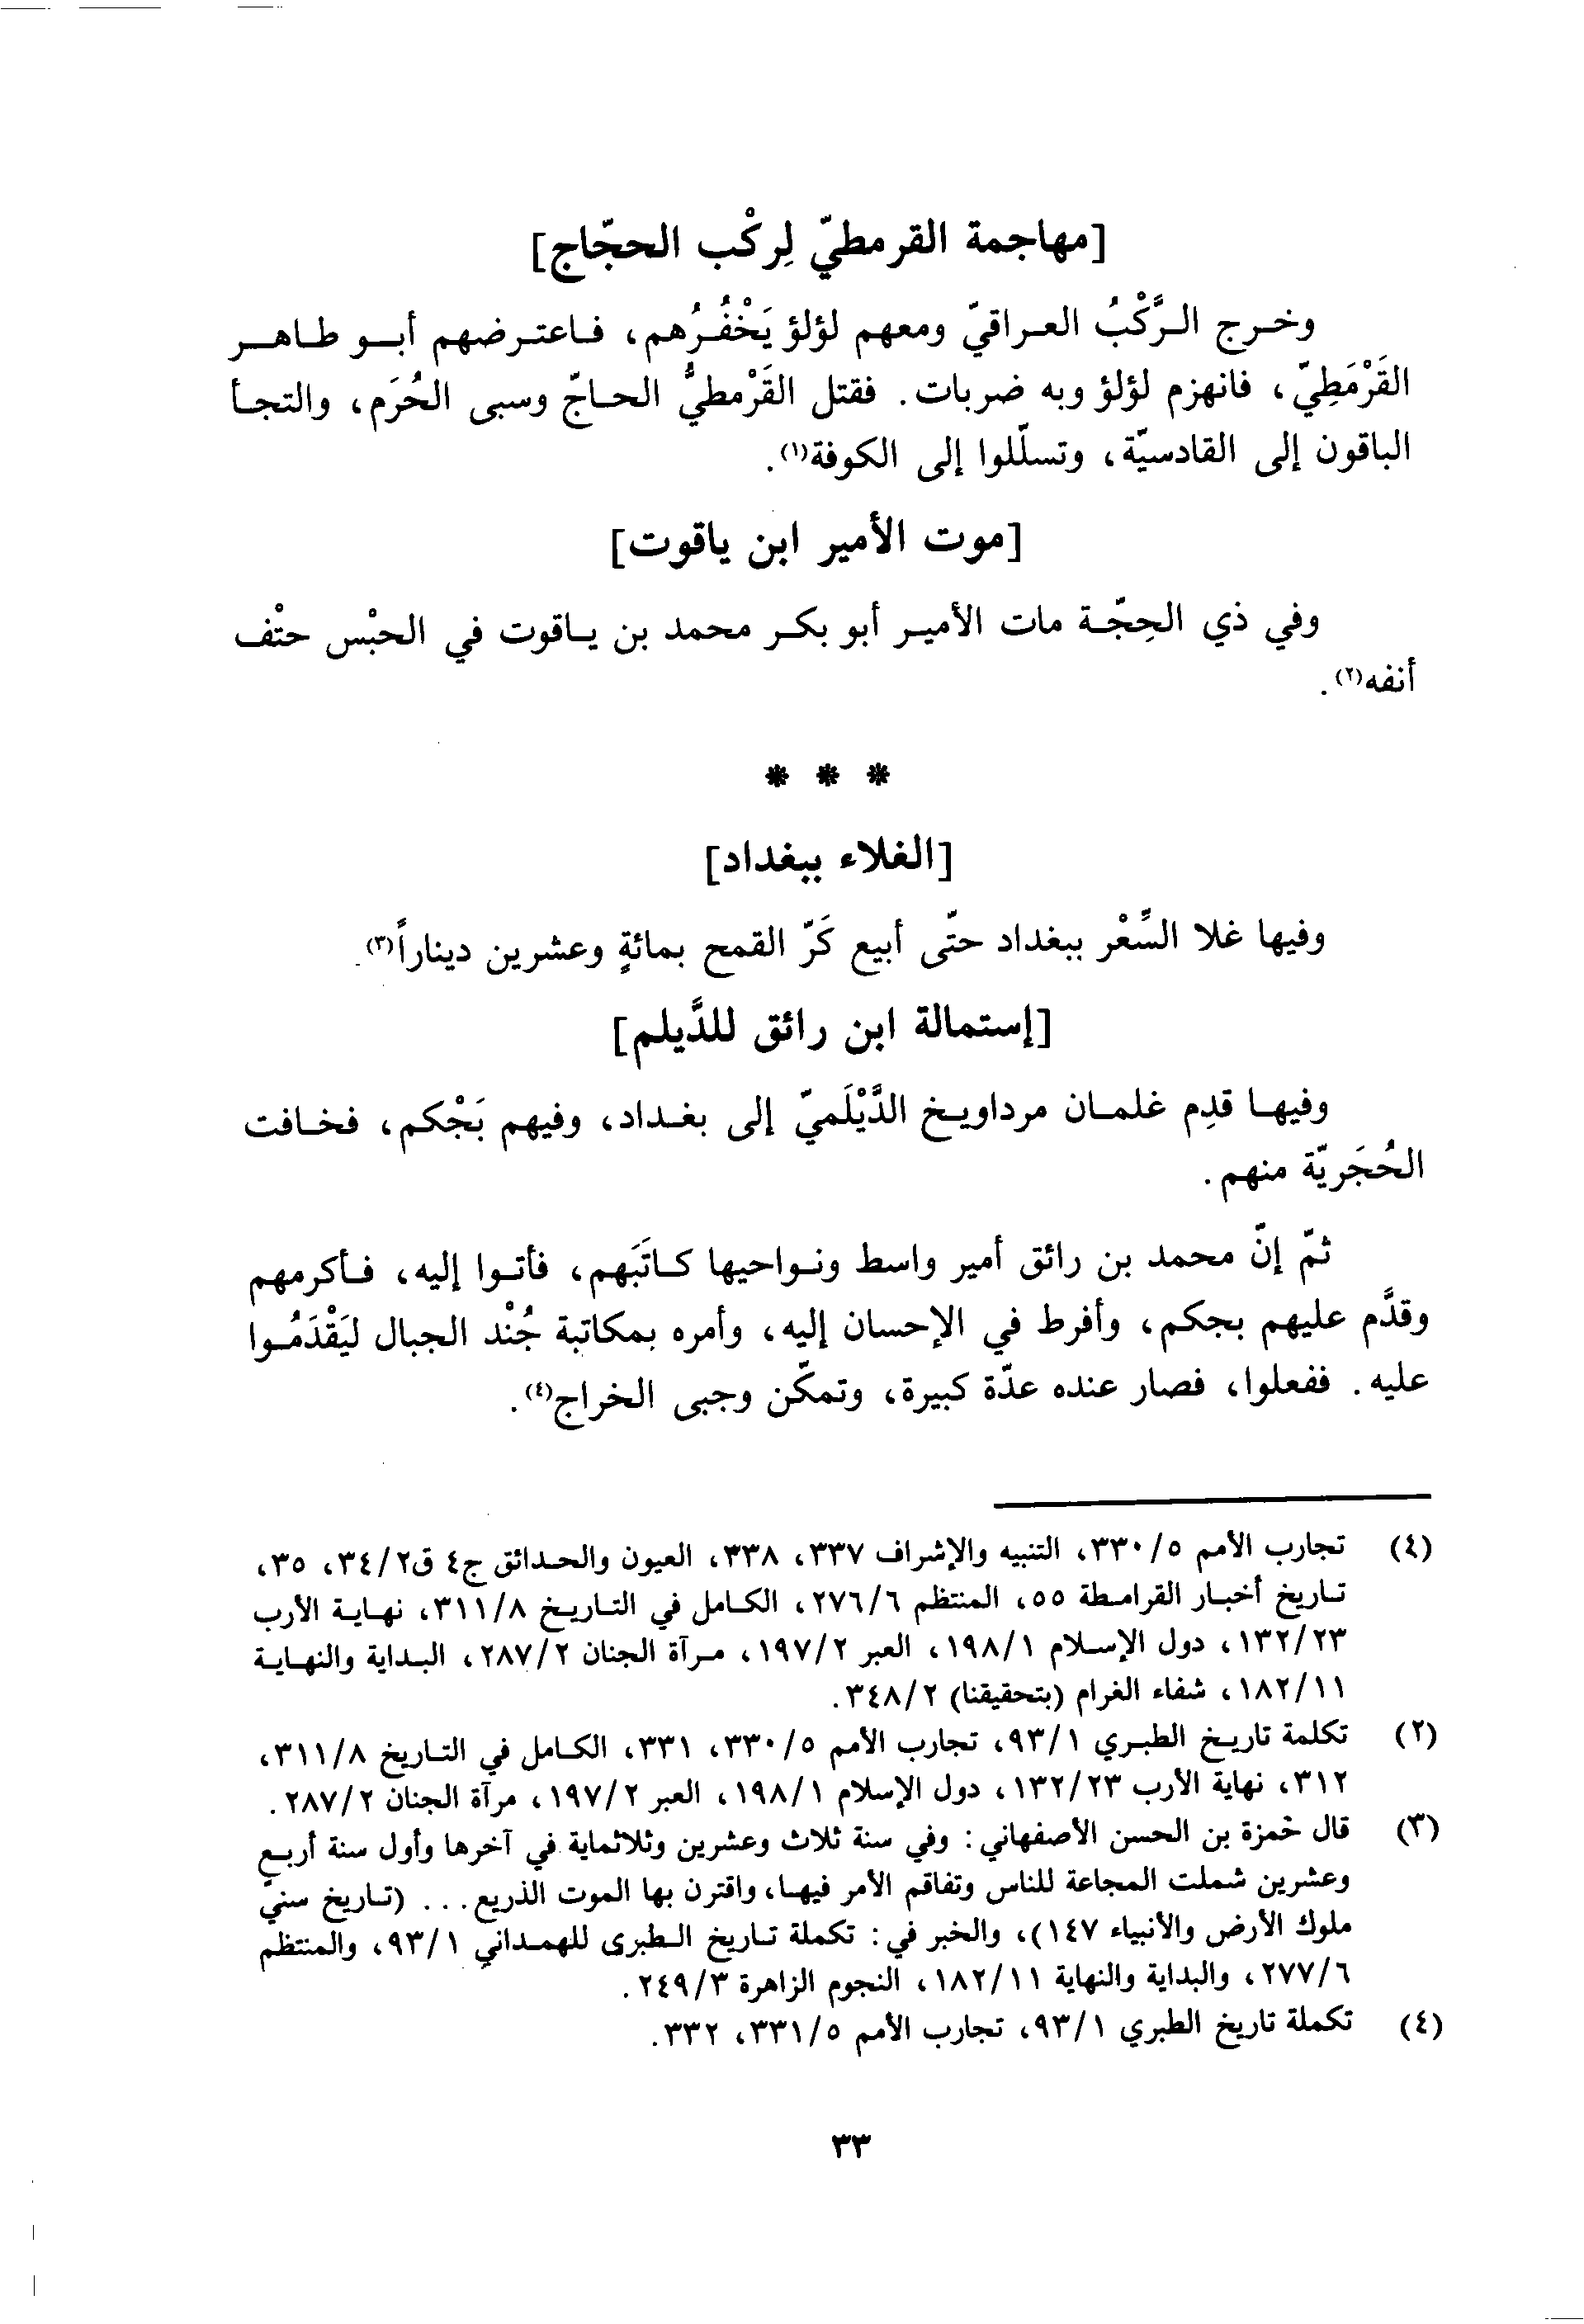 [مهاجمة القرمطيّ لِركْب الحجّاج]
وخرج الرَّكْبُ العراقيّ ومعهم لؤلؤ يَخْفُرُهم، فاعترضهم أبو طاهر
القَرْمَطِيّ، فانهزم لؤلؤ وبه ضربات. فقتل القَرْمطيُّ الحاجّ وسبى الحُرَم، والتجأ
الباقون إلى القادسيّة، وتسلّلوا إلى الكوفة(١).
[موت الأمير ابن ياقوت]
وفي ذي الحِجّة مات الأمير أبو بكر محمد بن ياقوت في الحبْس حتْف
أنفه(٢).
* * *
[الغلاء ببغداد]
وفيها غلا السِّعْر ببغداد حتّى أبيع كَرّ القمح بمائةٍ وعشرين ديناراً(٣).
[إستمالة ابن رائق للدَّيلم]
وفيها قدِم غلمان مرداويخ الدَّيْلَميّ إلى بغداد، وفيهم بَجْكم، فخافت
الحُجَريّة منهم.
ثمّ إنّ محمد بن رائق أمير واسط ونواحيها كاتَبَهم، فأتوا إليه، فأكرمهم
وقدَّم عليهم بجكم، وأفرط في الإحسان إليه، وأمره بمكاتبة جُنْد الجبال ليَقْدَمُوا
عليه. ففعلوا، فصار عنده عدّة كبيرة، وتمكّن وجبى الخراج(٤).
(٤) تجارب الأمم ٥/٣٣٠، التنبيه والإشراف ٣٣٧، ٣٣٨، العيون والحدائق ج٤ ق٢/٣٤، ٣٥،
تاريخ أخبار القرامطة ٥٥، المنتظم ٦/٢٧٦، الكامل في التاريخ ٨/٣١١، نهاية الأرب
٢٣/١٣٢، دول الإسلام ١/١٩٨، العبر ٢/١٩٧، مرآة الجنان ٢/٢٨٧، البداية والنهاية
١١/١٨٢، شفاء الغرام (بتحقيقنا) ٢/٣٤٨.
(٢) تكلمة تاريخ الطبري ١/٩٣، تجارب الأمم ٥/٣٣٠، ٣٣١، الكامل في التاريخ ٨/٣١١،
٣١٢، نهاية الأرب ٢٣/١٣٢، دول الإسلام ١/١٩٨، العبر ٢/١٩٧، مرآة الجنان ٢/٢٨٧.
(٣) قال حمزة بن الحسن الأصفهاني: وفي سنة ثلاث وعشرين وثلاثماية في آخرها وأول سنة أربع
وعشرين شملت المجاعة للناس وتفاقم الأمر فيها، واقترن بها الموت الذريع... (تاريخ سنيّ
ملوك الأرض والأنبياء ١٤٧)، والخبر في: تكملة تاريخ الطبرى للهمداني ١/٩٣، والمنتظم
٦/٢٧٧، والبداية والنهاية ١١/١٨٢، النجوم الزاهرة ٣/٢٤٩.
(٤) تكملة تاريخ الطبري ١/٩٣، تجارب الأمم ٥/٣٣١، ٣٣٢.
٣٣